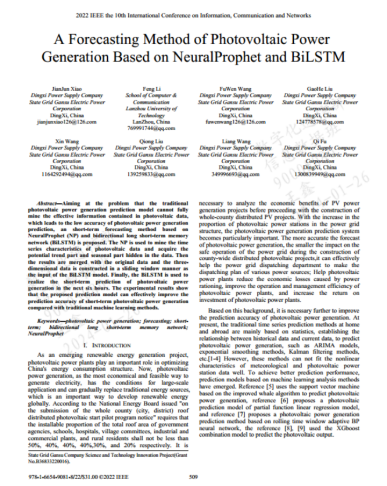 2022 IEEE the 10th International Conference on Information, Communication and Networks
A Forecasting Method of Photovoltaic Power
Generation Based on NeuralProphet and BiLSTM
JianJun Xiao
Dingxi Power Supply Company
State Grid Gansu Electric Power
Corporation
DingXi, China
jianjunxiao126@126.com
Feng Li
School of Computer &
Communication
Lanzhou University of
Technology
LanZhou, China
769991744@qq.com
FuWen Wang
Dingxi Power Supply Company
State Grid Gansu Electric Power
Corporation
DingXi, China
fuwenwang126@126.com
GaoHe Liu
Dingxi Power Supply Company
State Grid Gansu Electric Power
Corporation
DingXi, China
124778578@qq.com
Xin Wang
Dingxi Power Supply Company
State Grid Gansu Electric Power
Corporation
DingXi, China
1164292494@qq.com
Qiong Liu
Dingxi Power Supply Company
State Grid Gansu Electric Power
Corporation
DingXi, China
139259833@qq.com
Liang Wang
Dingxi Power Supply Company
State Grid Gansu Electric Power
Corporation
DingXi, China
349996693@qq.com
Qi Fu
Dingxi Power Supply Company
State Grid Gansu Electric Power
Corporation
DingXi, China
1300839949@qq.com
Abstract—Aiming at the problem that the traditional
photovoltaic power generation prediction model cannot fully
mine the effective information contained in photovoltaic data,
which leads to the low accuracy of photovoltaic power generation
prediction, an short-term forecasting method based on
NeuralProphet (NP) and bidirectional long short-term memory
network (BiLSTM) is proposed. The NP is used to mine the time
series characteristics of photovoltaic data and acquire the
potential trend part and seasonal part hidden in the data. Then
the results are merged with the original data and the three-
dimensional data is constructed in a sliding window manner as
the input of the BiLSTM model. Finally, the BiLSTM is used to
realize the short-term prediction of photovoltaic power
generation in the next six hours. The experimental results show
that the proposed prediction model can effectively improve the
prediction accuracy of short-term photovoltaic power generation
compared with traditional machine learning methods.
Keywords—photovoltaic power generation; forecasting; short-
term; bidirectional long short-term memory network;
NeuralProphet
I. INTRODUCTION
As an emerging renewable energy generation project,
photovoltaic power plants play an important role in optimizing
China's energy consumption structure. Now, photovoltaic
power generation, as the most economical and feasible way to
generate electricity, has the conditions for large-scale
application and can gradually replace traditional energy sources,
which is an important way to develop renewable energy
globally. According to the National Energy Board issued "on
the submission of the whole county (city, district) roof
distributed photovoltaic start pilot program notice" requires that
the installable proportion of the total roof area of government
agencies, schools, hospitals, village committees, industrial and
commercial plants, and rural residents shall not be less than
50%, 40%, 40%, 40%,30%, and 20% respectively. It is
State Grid Gansu Company Science and Technology Innovation Project(Grant
No.B36833220016).
necessary to analyze the economic benefits of PV power
generation projects before proceeding with the construction of
whole-county distributed PV projects. With the increase in the
proportion of photovoltaic power stations in the power grid
structure, the photovoltaic power generation prediction system
becomes particularly important. The more accurate the forecast
of photovoltaic power generation, the smaller the impact on the
safe operation of the power grid during the construction of
county-wide distributed photovoltaic projects,it can effectively
help the power grid dispatching department to make the
dispatching plan of various power sources; Help photovoltaic
power plants reduce the economic losses caused by power
rationing, improve the operation and management efficiency of
photovoltaic power plants, and increase the return on
investment of photovoltaic power plants.
Based on this background, it is necessary further to improve
the prediction accuracy of photovoltaic power generation. At
present, the traditional time series prediction methods at home
and abroad are mainly based on statistics, establishing the
relationship between historical data and current data, to predict
photovoltaic power generation, such as ARIMA models,
exponential smoothing methods, Kalman filtering methods,
etc.[1-4] However, these methods can not fit the nonlinear
characteristics of meteorological and photovoltaic power
station data well. To achieve better prediction performance,
prediction models based on machine learning analysis methods
have emerged. Reference [5] uses the support vector machine
based on the improved whale algorithm to predict photovoltaic
power generation, reference [6] proposes a photovoltaic
prediction model of partial linear regression model,
and reference [7] proposes a photovoltaic power generation
prediction method based on rolling time window adaptive BP
neural network, the reference [8], [9] used the XGBoost
combination model to predict the photovoltaic output.
978-1-6654-9081-8/22/$31.00 ©2022 IEEE
509